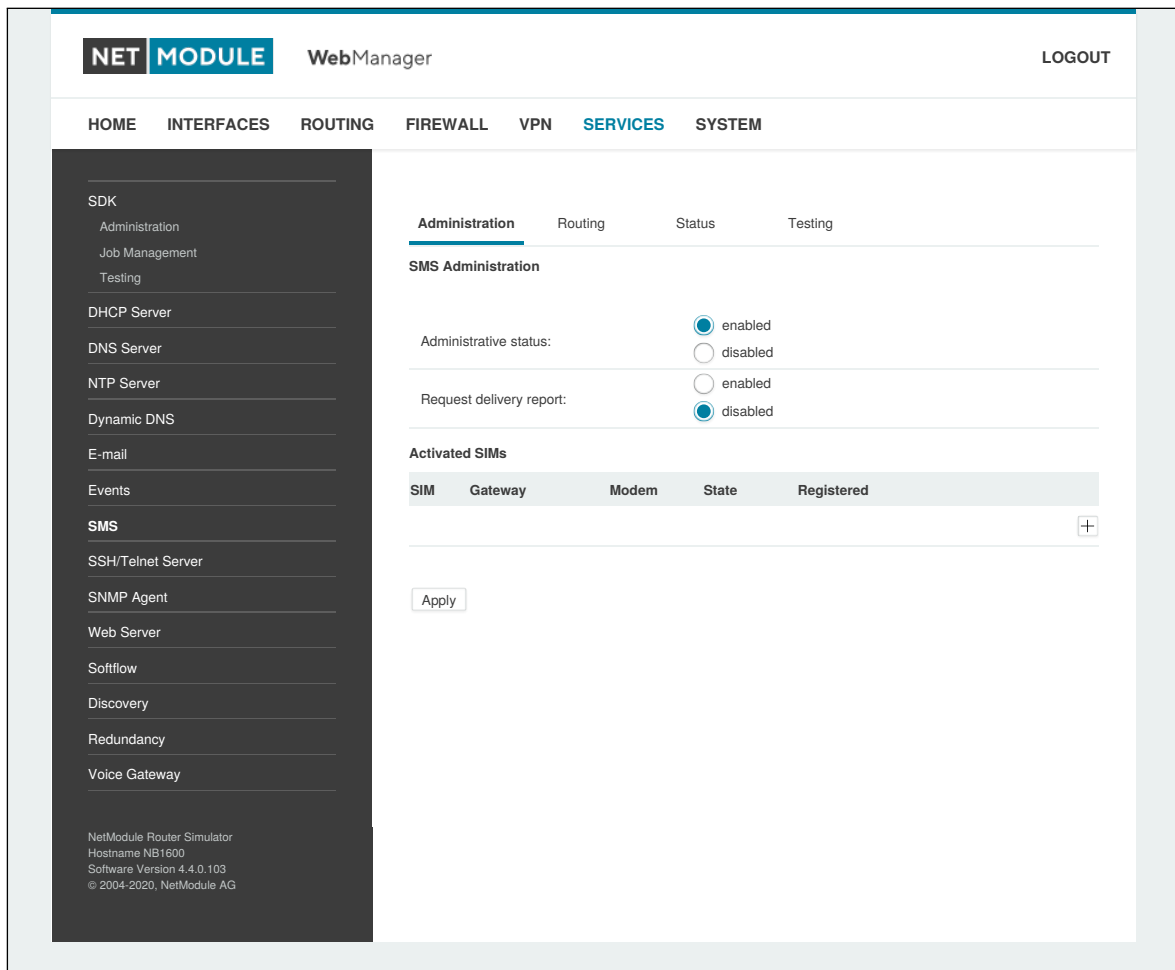 NET MODULE WebManager LOGOUT
HOME INTERFACES ROUTING FIREWALL VPN SERVICES SYSTEM
SDK
Administration
Job Management
Testing
DHCP Server
DNS Server
NTP Server
Dynamic DNS
E-mail
Events
SMS
SSH/Telnet Server
SNMP Agent
Web Server
Softflow
Discovery
Redundancy
Voice Gateway
NetModule Router Simulator
Hostname NB1600
Software Version 4.4.0.103
© 2004-2020, NetModule AG
Administration Routing Status Testing
SMS Administration
Administrative status:
enabled
disabled
Request delivery report:
enabled
disabled
Activated SIMs
SIM Gateway Modem State Registered
Apply